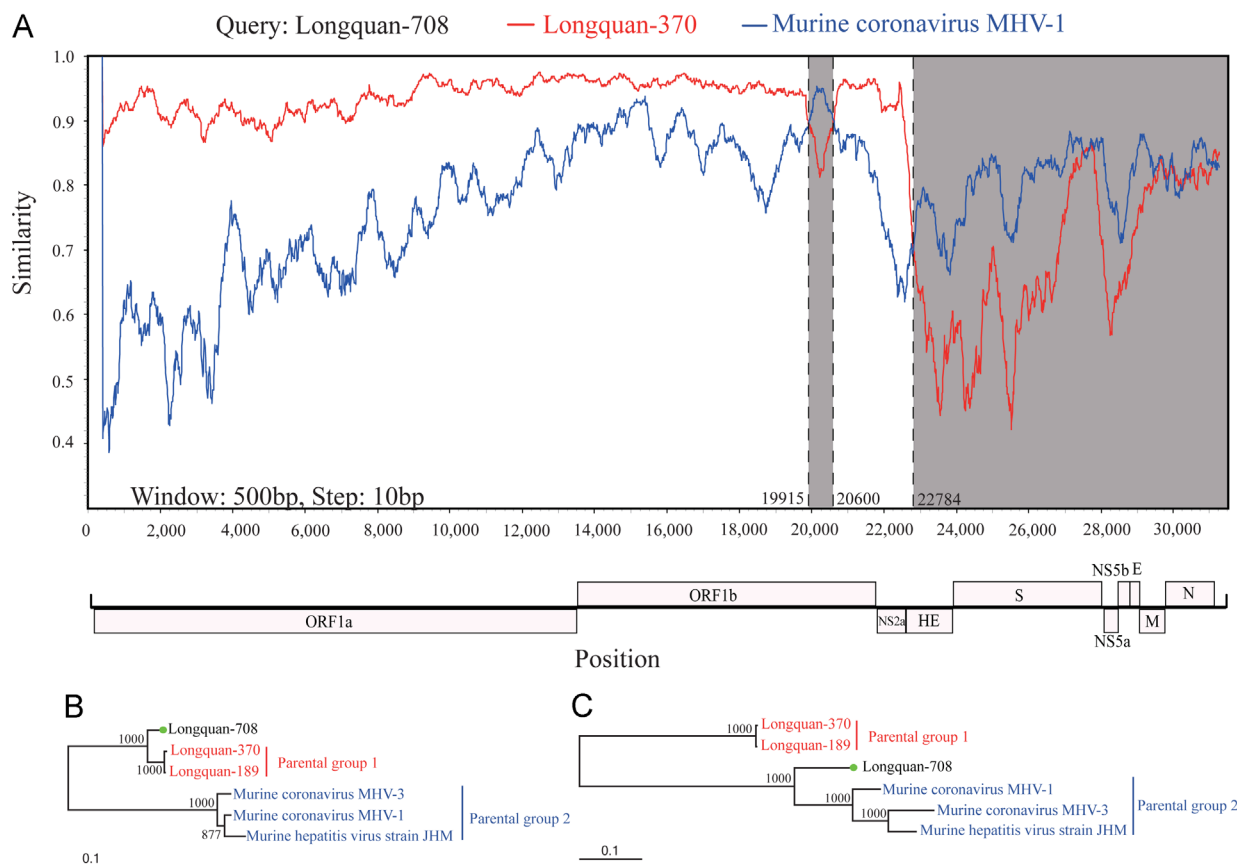 A
Query: Longquan-708 Longquan-370 Murine coronavirus MHV-1
1.0
0.9
0.8
0.7
0.6
0.5
0.4
Similarity
Window: 500bp, Step: 10bp
19915 20600 22784
0 2,000 4,000 6,000 8,000 10,000 12,000 14,000 16,000 18,000 20,000 22,000 24,000 26,000 28,000 30,000
NS5b E
ORF1b S N
ORF1a NS2a HE M
NS5a
Position
B
Longquan-708
1000
Longquan-370
Parental group 1
1000 Longquan-189
Murine coronavirus MHV-3
1000
Murine coronavirus MHV-1
Parental group 2
877 Murine hepatitis virus strain JHM
0.1
C
1000 Longquan-370
Parental group 1
Longquan-189
Longquan-708
1000
Murine coronavirus MHV-1
1000
Murine coronavirus MHV-3
Parental group 2
1000
Murine hepatitis virus strain JHM
0.1